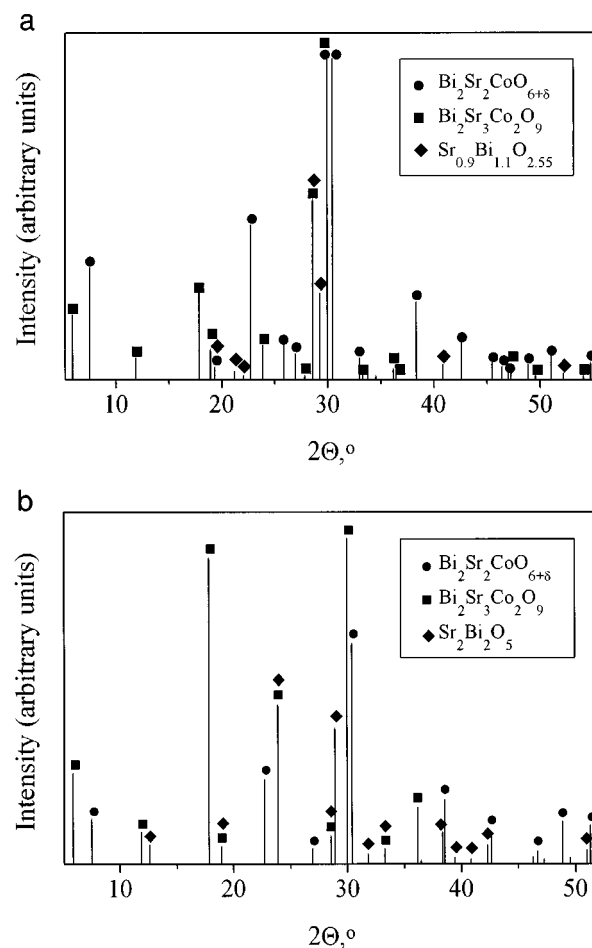 a
Intensity (arbitrary units)
Bi₂Sr₂CoO₆₊δ
Bi₂Sr₃Co₂O₉
Sr₀.₉Bi₁.₁O₂.₅₅
10 20 30 40 50
2Θ,°
b
Intensity (arbitrary units)
Bi₂Sr₂CoO₆₊δ
Bi₂Sr₃Co₂O₉
Sr₂Bi₂O₅
10 20 30 40 50
2Θ,°